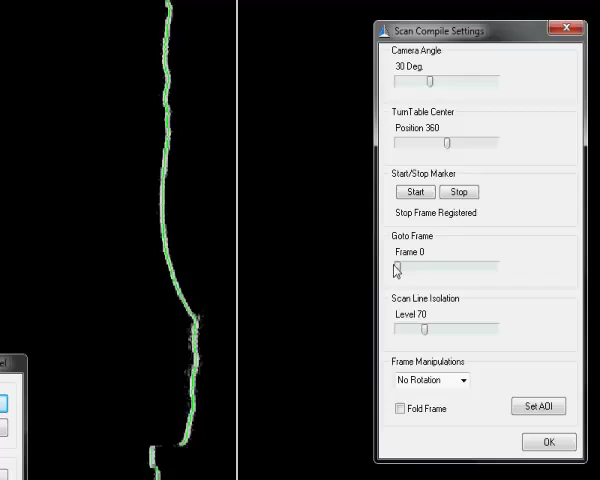 Scan Compile Settings
Camera Angle
30 Deg.
TurnTable Center
Position 360
Start/Stop Marker
Start
Stop
Stop Frame Registered
Goto Frame
Frame 0
Scan Line Isolation
Level 70
Frame Manipulations
No Rotation
Fold Frame
Set AOI
OK